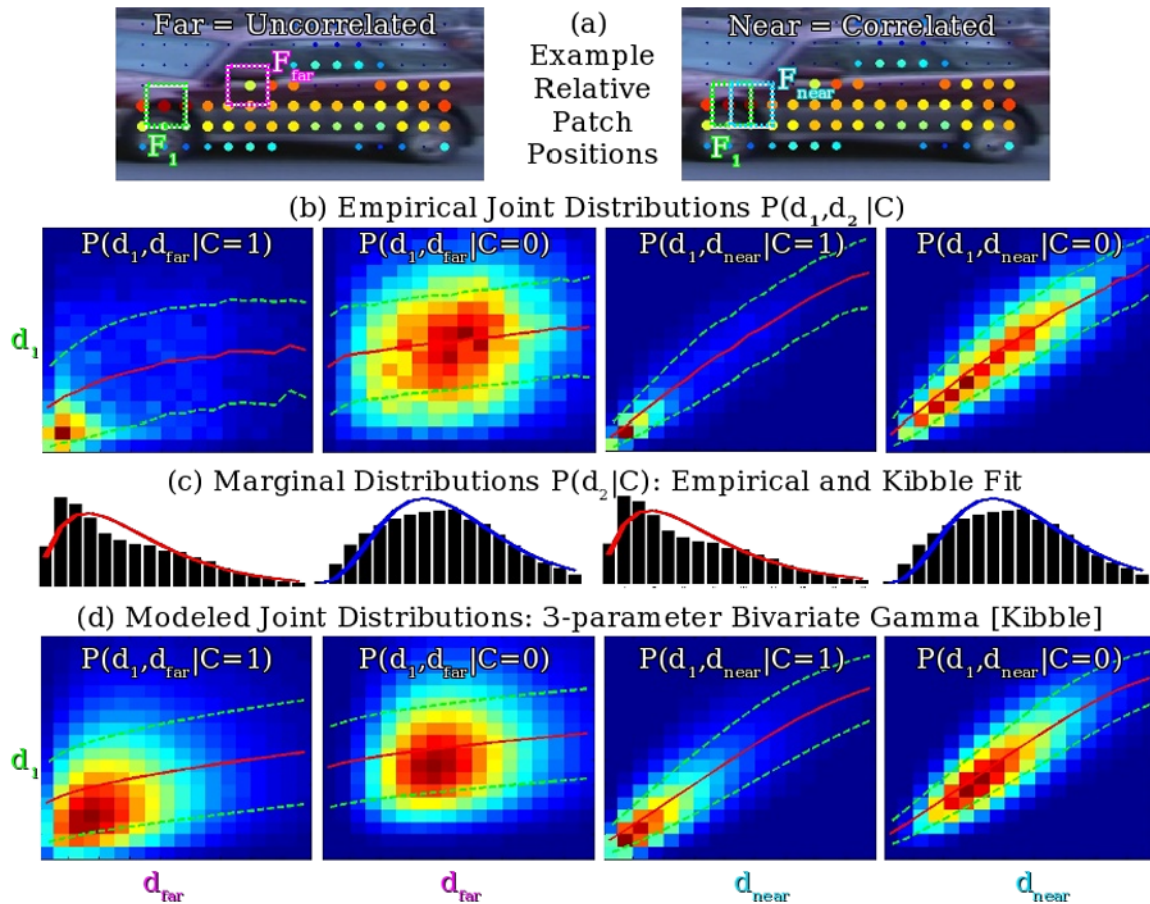 Far = Uncorrelated
F_far
F_1
(a)
Example
Relative
Patch
Positions
Near = Correlated
F_near
F_1
(b) Empirical Joint Distributions P(d_1,d_2|C)
P(d_1,d_far|C=1)
P(d_1,d_far|C=0)
P(d_1,d_near|C=1)
P(d_1,d_near|C=0)
d_1
(c) Marginal Distributions P(d_2|C): Empirical and Kibble Fit
(d) Modeled Joint Distributions: 3-parameter Bivariate Gamma [Kibble]
P(d_1,d_far|C=1)
P(d_1,d_far|C=0)
P(d_1,d_near|C=1)
P(d_1,d_near|C=0)
d_1
d_far
d_far
d_near
d_near